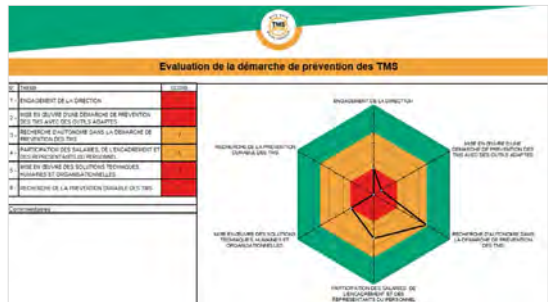 TMS
Evaluation de la démarche de prévention des TMS
N° THEME SCORE
1 - ENGAGEMENT DE LA DIRECTION
2 - MISE EN ŒUVRE D'UNE DÉMARCHE DE PRÉVENTION
DES TMS AVEC DES OUTILS ADAPTÉS
3 - RECHERCHE D'AUTONOMIE DANS LA DÉMARCHE DE
PRÉVENTION DES TMS
4 - PARTICIPATION DES SALARIÉS, DE L'ENCADREMENT ET
DES REPRÉSENTANTS DU PERSONNEL
5 - MISE EN ŒUVRE DES SOLUTIONS TECHNIQUES,
HUMAINES ET ORGANISATIONNELLES
6 - RECHERCHE DE LA PRÉVENTION DURABLE DES TMS
Commentaires
ENGAGEMENT DE LA DIRECTION
MISE EN ŒUVRE D'UNE
DÉMARCHE DE PRÉVENTION DES
TMS AVEC DES OUTILS ADAPTÉS
RECHERCHE D'AUTONOMIE DANS
LA DÉMARCHE DE PRÉVENTION
DES TMS
PARTICIPATION DES SALARIÉS, DE
L'ENCADREMENT ET DES
REPRÉSENTANTS DU PERSONNEL
MISE EN ŒUVRE DES SOLUTIONS
TECHNIQUES, HUMAINES ET
ORGANISATIONNELLES
RECHERCHE DE LA PRÉVENTION
DURABLE DES TMS